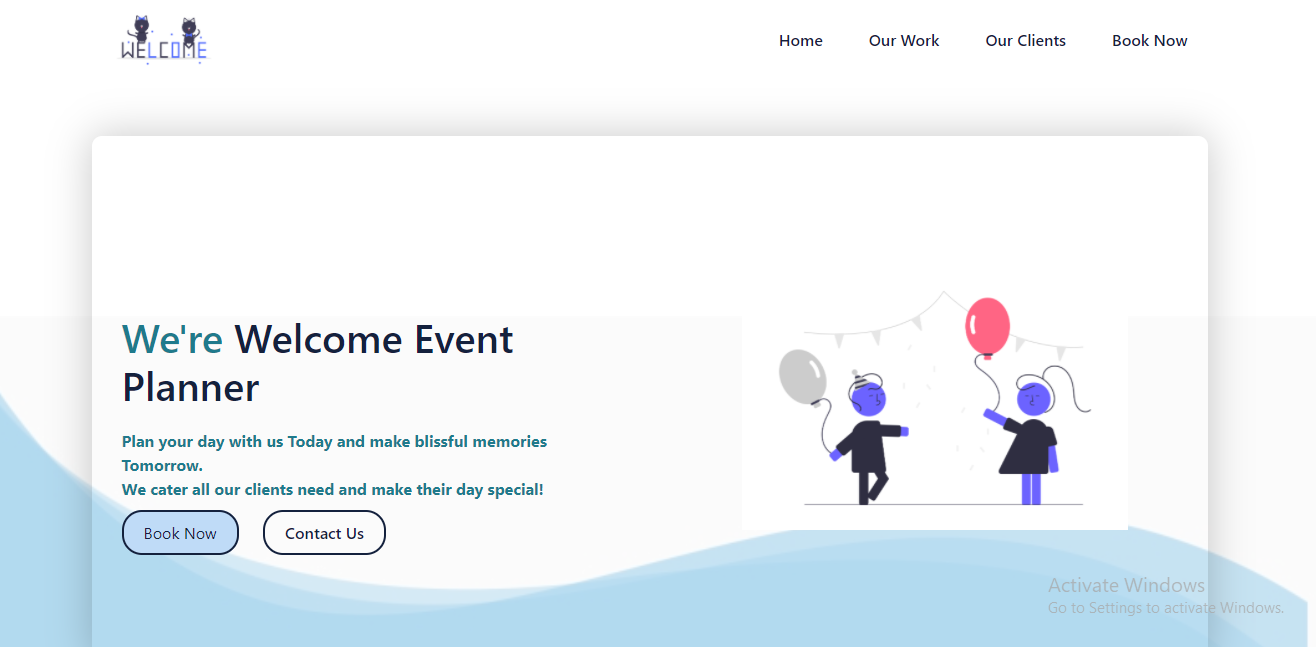 WELCOME
Home
Our Work
Our Clients
Book Now
We're Welcome Event
Planner
Plan your day with us Today and make blissful memories
Tomorrow.
We cater all our clients need and make their day special!
Book Now
Contact Us
Activate Windows
Go to Settings to activate Windows.